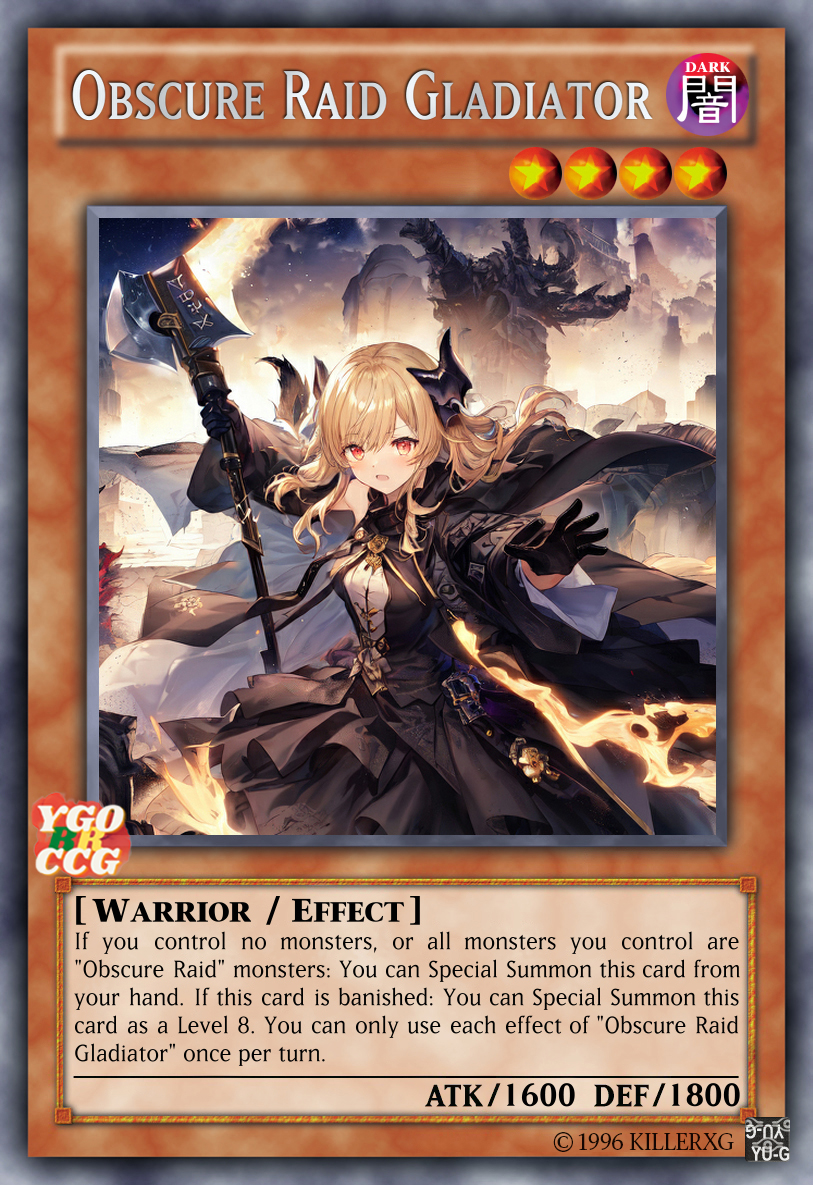 Obscure Raid Gladiator
DARK
闇
YGO
RR
CCG
[ Warrior / Effect ]
If you control no monsters, or all monsters you control are
"Obscure Raid" monsters: You can Special Summon this card from
your hand. If this card is banished: You can Special Summon this
card as a Level 8. You can only use each effect of "Obscure Raid
Gladiator" once per turn.
ATK/1600 DEF/1800
© 1996 KILLERXG
YU-G